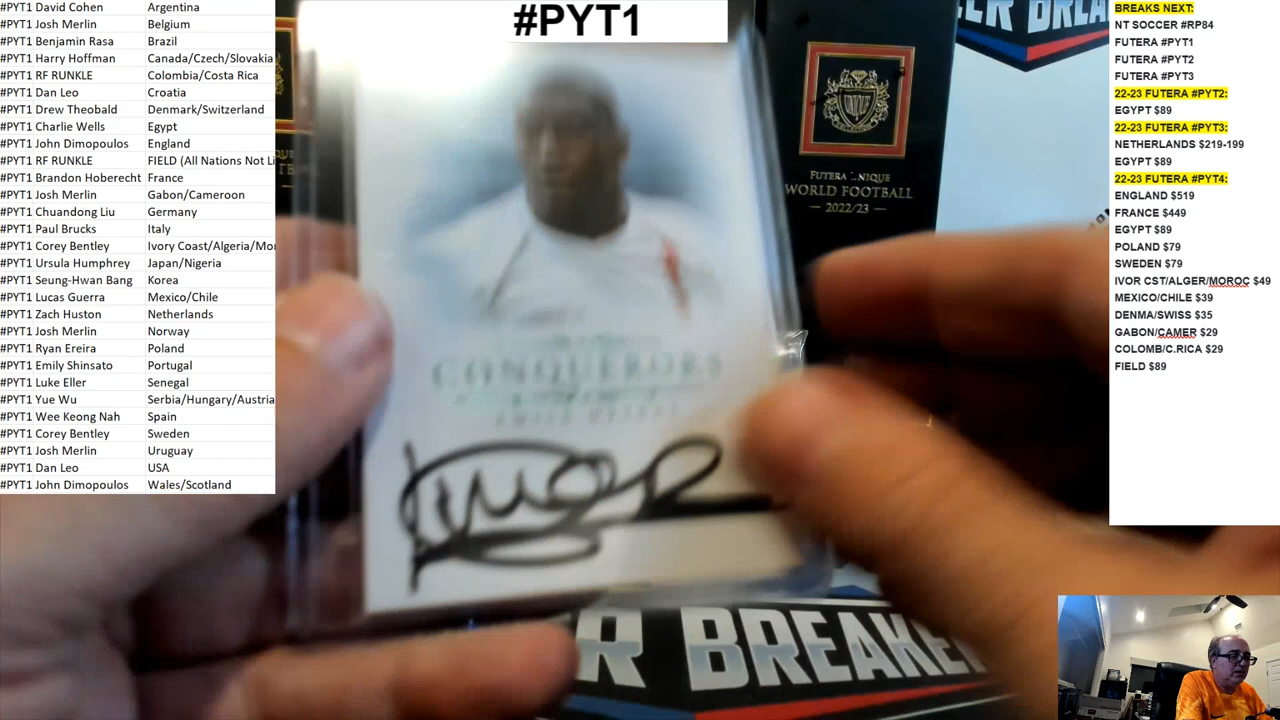 #PYT1 David Cohen Argentina
#PYT1 Josh Merlin Belgium
#PYT1 Benjamin Rasa Brazil
#PYT1 Harry Hoffman Canada/Czech/Slovakia
#PYT1 RF RUNKLE Colombia/Costa Rica
#PYT1 Dan Leo Croatia
#PYT1 Drew Theobald Denmark/Switzerland
#PYT1 Charlie Wells Egypt
#PYT1 John Dimopoulos England
#PYT1 RF RUNKLE FIELD (All Nations Not Li
#PYT1 Brandon Hoberecht France
#PYT1 Josh Merlin Gabon/Cameroon
#PYT1 Chuandong Liu Germany
#PYT1 Paul Brucks Italy
#PYT1 Corey Bentley Ivory Coast/Algeria/Mor
#PYT1 Ursula Humphrey Japan/Nigeria
#PYT1 Seung-Hwan Bang Korea
#PYT1 Lucas Guerra Mexico/Chile
#PYT1 Zach Huston Netherlands
#PYT1 Josh Merlin Norway
#PYT1 Ryan Ereira Poland
#PYT1 Emily Shinsato Portugal
#PYT1 Luke Eller Senegal
#PYT1 Yue Wu Serbia/Hungary/Austria
#PYT1 Wee Keong Nah Spain
#PYT1 Corey Bentley Sweden
#PYT1 Josh Merlin Uruguay
#PYT1 Dan Leo USA
#PYT1 John Dimopoulos Wales/Scotland
#PYT1
CONQUERORS
UNIQUE
FUTERA UNIQUE
WORLD FOOTBALL
— 2022/23 —
ER BREAKE
ER BREAKE
BREAKS NEXT:
NT SOCCER #RP84
FUTERA #PYT1
FUTERA #PYT2
FUTERA #PYT3
22-23 FUTERA #PYT2:
EGYPT $89
22-23 FUTERA #PYT3:
NETHERLANDS $219-199
EGYPT $89
22-23 FUTERA #PYT4:
ENGLAND $519
FRANCE $449
EGYPT $89
POLAND $79
SWEDEN $79
IVOR CST/ALGER/MOROC $49
MEXICO/CHILE $39
DENMA/SWISS $35
GABON/CAMER $29
COLOMB/C.RICA $29
FIELD $89